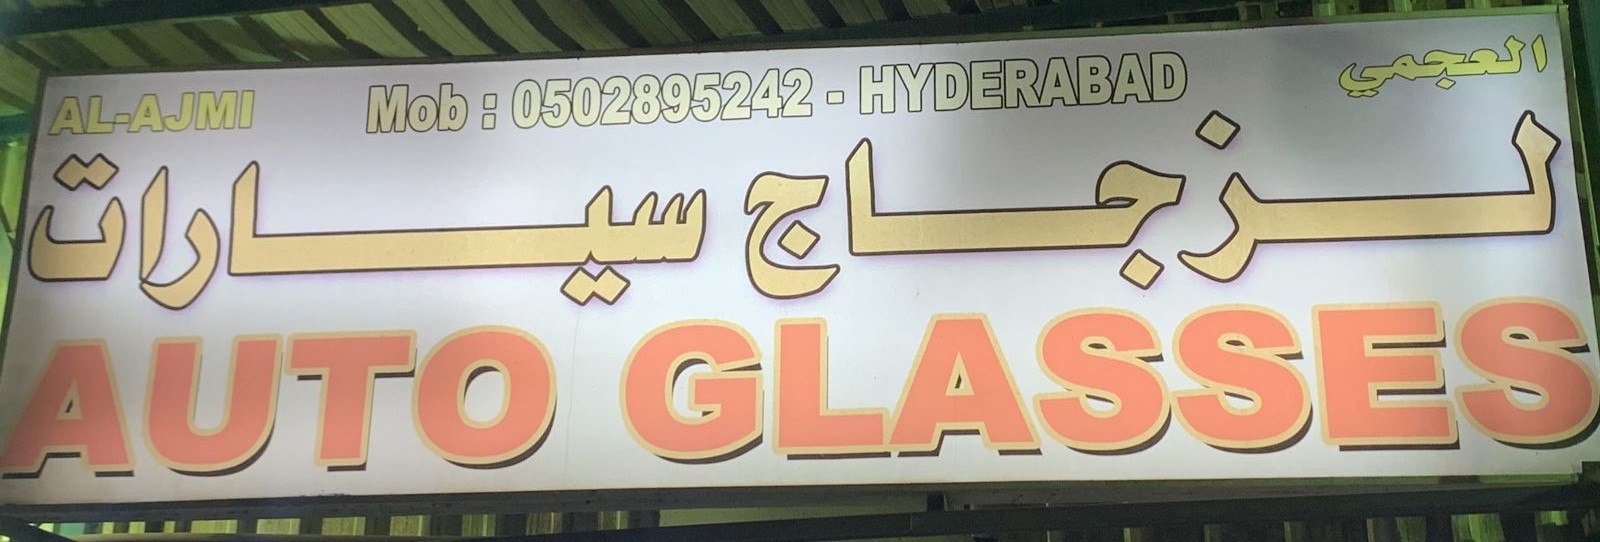 AL-AJMI Mob : 0502895242 - HYDERABAD العجمي
لزجاج سيارات
AUTO GLASSES